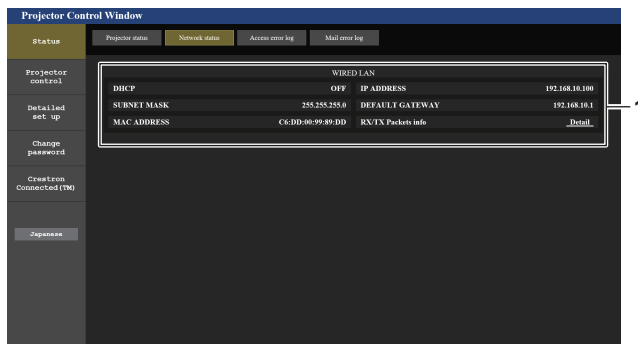 Projector Control Window
Status
Projector status
Network status
Access error log
Mail error log
Projector
control
Detailed
set up
Change
password
Crestron
Connected(TM)
Japanese
WIRED LAN
DHCP OFF IP ADDRESS 192.168.10.100
SUBNET MASK 255.255.255.0 DEFAULT GATEWAY 192.168.10.1
MAC ADDRESS C6:DD:00:99:89:DD RX/TX Packets info Detail
1